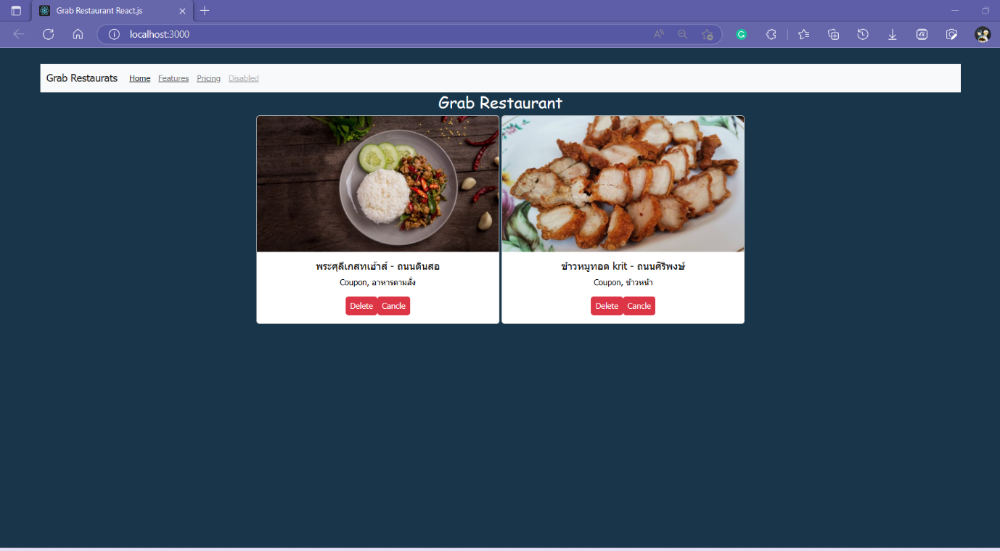 Grab Restaurant React.js
localhost:3000
Grab Restaurats Home Features Pricing Disabled
Grab Restaurant
พระศุลีเกสทเฮ้าส์ - ถนนดินสอ
Coupon, อาหารตามสั่ง
Delete Cancle
ข้าวหมูทอด krit - ถนนศิริพงษ์
Coupon, ข้าวหน้า
Delete Cancle